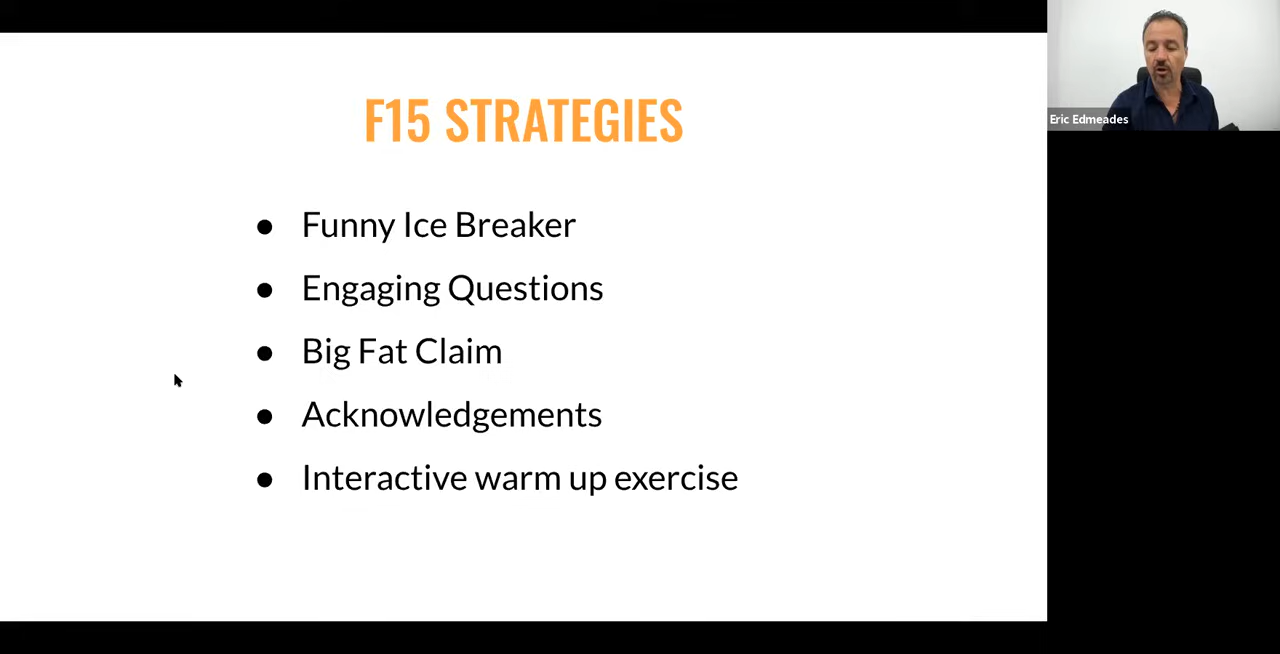 F15 STRATEGIES
● Funny Ice Breaker
● Engaging Questions
● Big Fat Claim
● Acknowledgements
● Interactive warm up exercise
Eric Edmeades